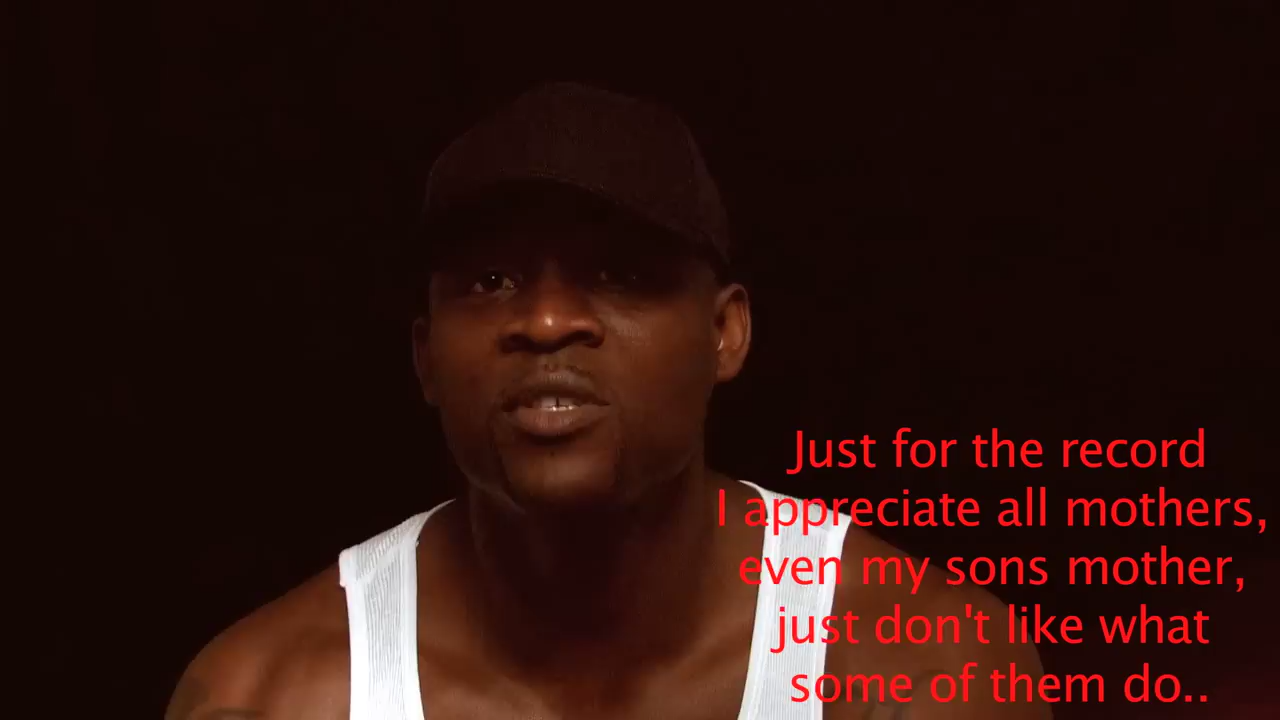 Just for the record
I appreciate all mothers,
even my sons mother,
just don't like what
some of them do..